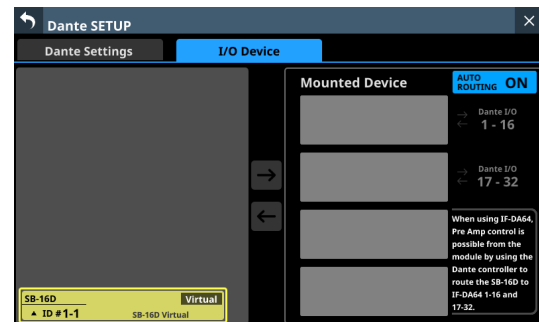 Dante SETUP
Dante Settings
I/O Device
Mounted Device
AUTO
ROUTING ON
Dante I/O
1 - 16
Dante I/O
17 - 32
When using IF-DA64,
Pre Amp control is
possible from the
module by using the
Dante controller to
route the SB-16D to
IF-DA64 1-16 and
17-32.
SB-16D
Virtual
ID #1-1
SB-16D Virtual